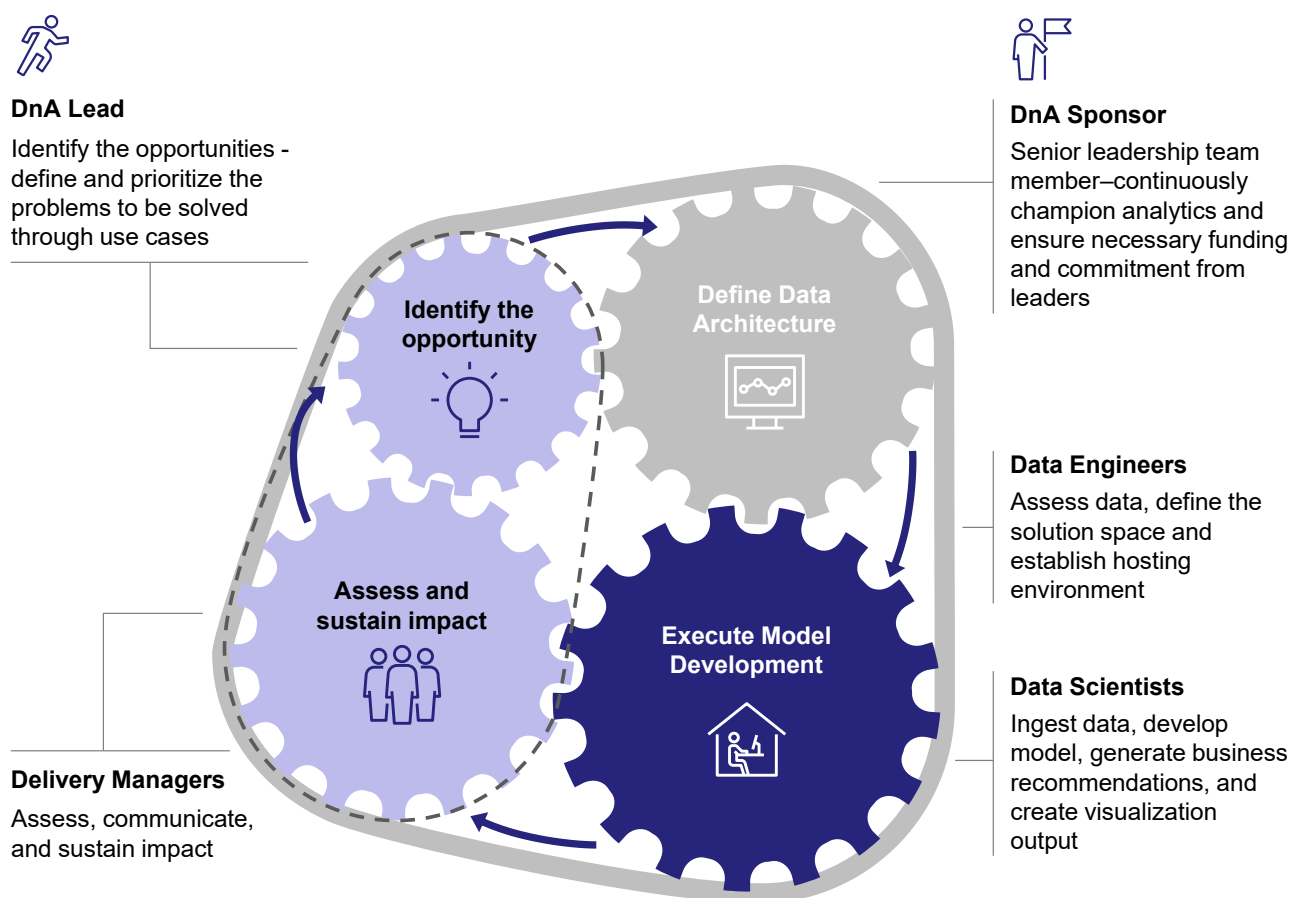 DnA Lead
Identify the opportunities -
define and prioritize the
problems to be solved
through use cases
DnA Sponsor
Senior leadership team
member–continuously
champion analytics and
ensure necessary funding
and commitment from
leaders
Identify the
opportunity
Define Data
Architecture
Data Engineers
Assess data, define the
solution space and
establish hosting
environment
Assess and
sustain impact
Execute Model
Development
Data Scientists
Ingest data, develop
model, generate business
recommendations, and
create visualization
output
Delivery Managers
Assess, communicate,
and sustain impact